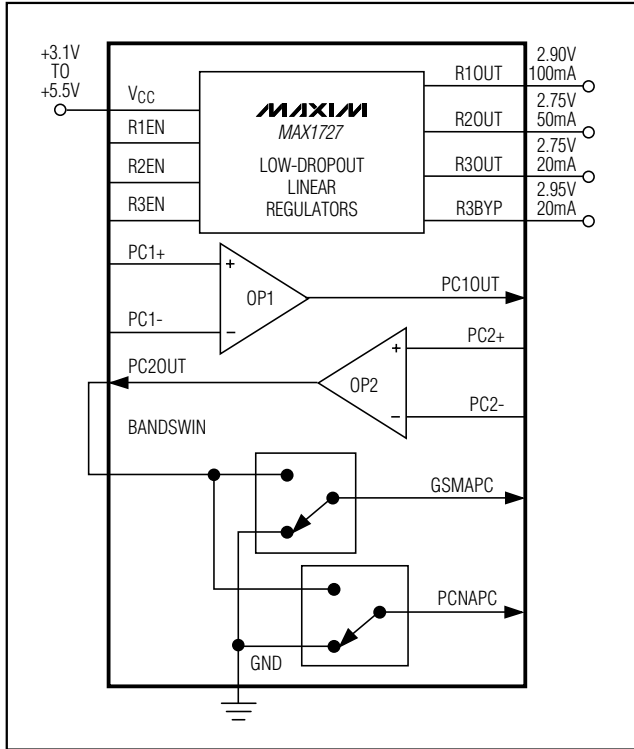 +3.1V
TO
+5.5V
VCC
R1EN
R2EN
R3EN
MAXIM
MAX1727
LOW-DROPOUT
LINEAR
REGULATORS
R1OUT
R2OUT
R3OUT
R3BYP
2.90V
100mA
2.75V
50mA
2.75V
20mA
2.95V
20mA
PC1+
+
OP1
PC1-
−
PC1OUT
PC2+
+
OP2
PC2-
−
PC2OUT
BANDSWIN
GSMAPC
PCNAPC
GND